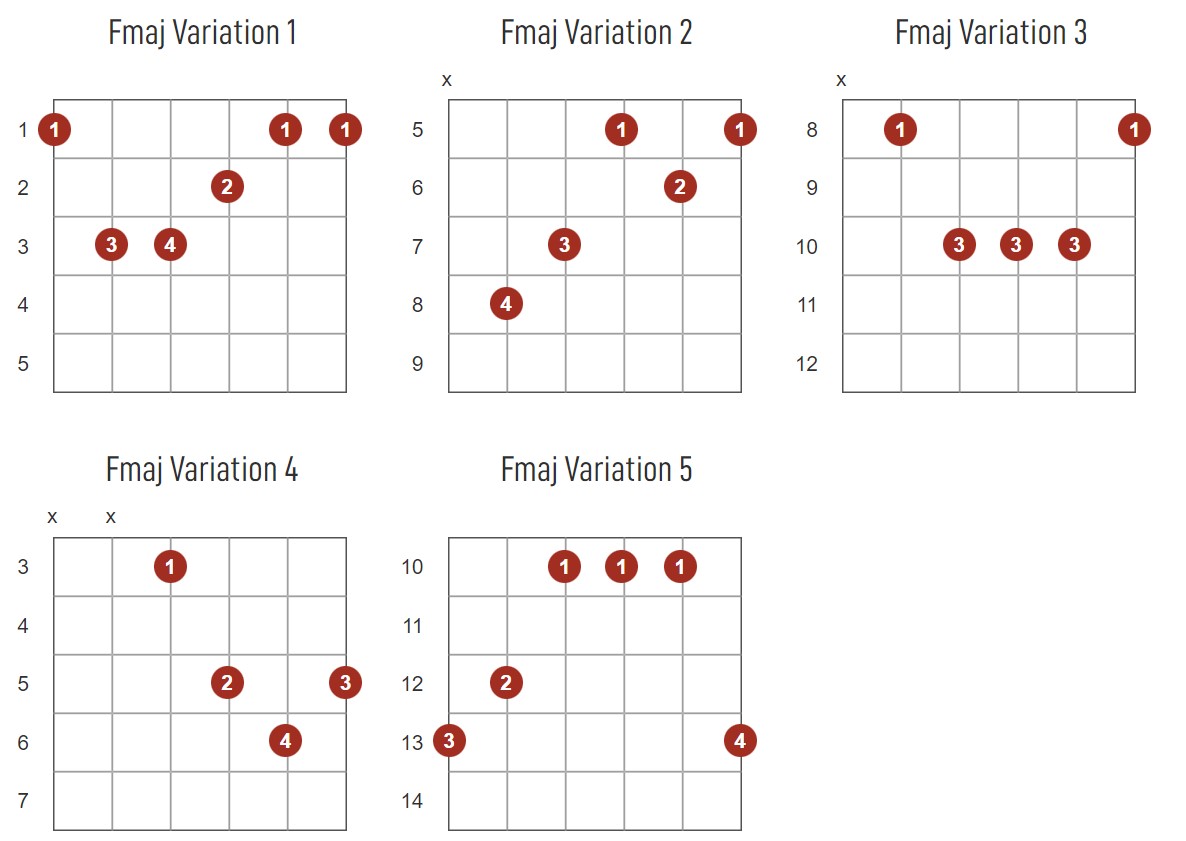 Fmaj Variation 1
x
1 1 1 1
2 2
3 3 4
4
5
Fmaj Variation 2
x
5 1 1
6 2
7 3
8 4
9
Fmaj Variation 3
x
8 1 1
9
10 3 3 3
11
12
Fmaj Variation 4
x x
3 1
4
5 2 3
6 4
7
Fmaj Variation 5
10 1 1 1
11
12 2
13 3 4
14